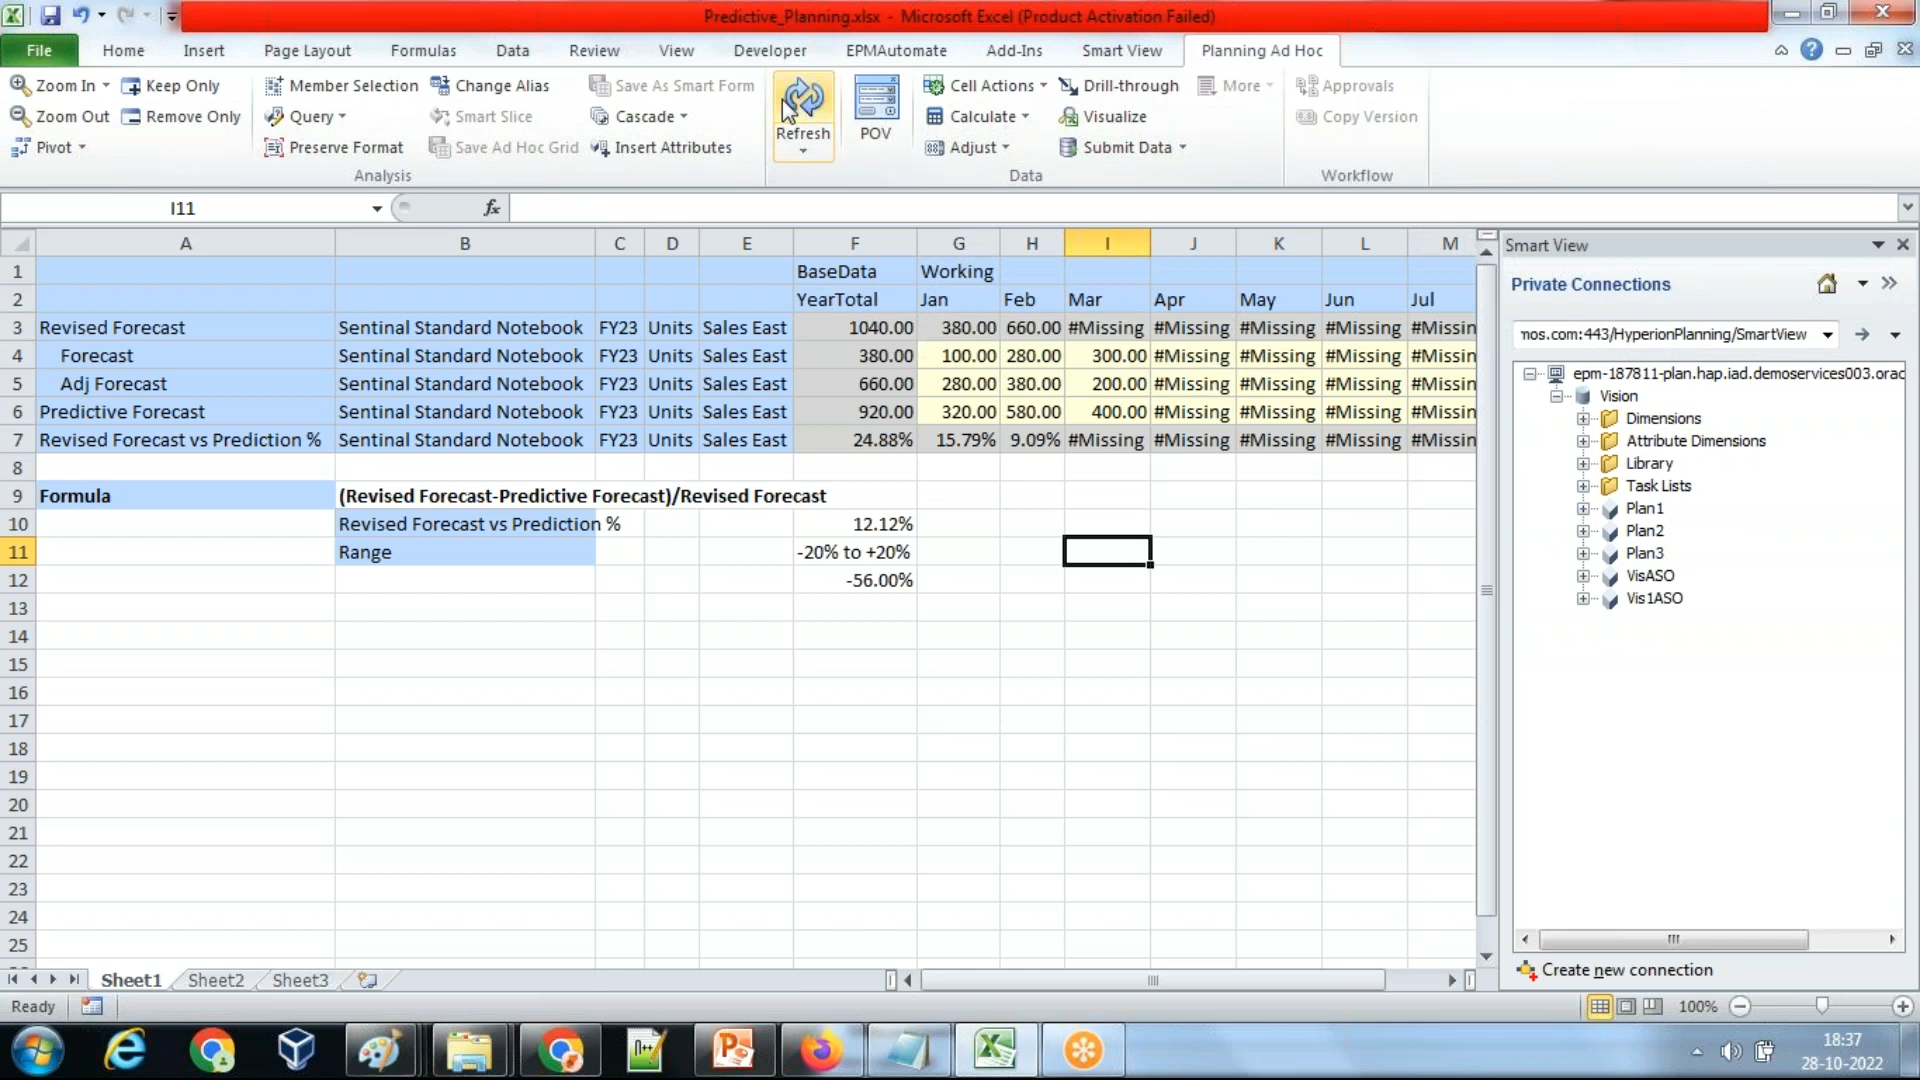 Predictive_Planning.xlsx - Microsoft Excel (Product Activation Failed)
File Home Insert Page Layout Formulas Data Review View Developer EPMAutomate Add-Ins Smart View Planning Ad Hoc
Zoom In Keep Only Member Selection Change Alias Save As Smart Form Cell Actions Drill-through More Approvals
Zoom Out Remove Only Query Smart Slice Cascade Refresh POV Calculate Visualize Copy Version
Pivot Preserve Format Save Ad Hoc Grid Insert Attributes Adjust Submit Data
Analysis Data Workflow
I11 fx
A B C D E F G H I J K L M
1 BaseData Working
2 YearTotal Jan Feb Mar Apr May Jun Jul
3 Revised Forecast Sentinal Standard Notebook FY23 Units Sales East 1040.00 380.00 660.00 #Missing #Missing #Missing #Missing #Missin
4 Forecast Sentinal Standard Notebook FY23 Units Sales East 380.00 100.00 280.00 300.00 #Missing #Missing #Missing #Missin
5 Adj Forecast Sentinal Standard Notebook FY23 Units Sales East 660.00 280.00 380.00 200.00 #Missing #Missing #Missing #Missin
6 Predictive Forecast Sentinal Standard Notebook FY23 Units Sales East 920.00 320.00 580.00 400.00 #Missing #Missing #Missing #Missin
7 Revised Forecast vs Prediction % Sentinal Standard Notebook FY23 Units Sales East 24.88% 15.79% 9.09% #Missing #Missing #Missing #Missing #Missin
8
9 Formula (Revised Forecast-Predictive Forecast)/Revised Forecast
10 Revised Forecast vs Prediction % 12.12%
11 Range -20% to +20%
12 -56.00%
13
14
15
16
17
18
19
20
21
22
23
24
25
Sheet1 Sheet2 Sheet3
Ready 100%
Smart View
Private Connections
mos.com:443/HyperionPlanning/SmartView
epm-187811-plan.hap.iad.demoservices003.orac
Vision
Dimensions
Attribute Dimensions
Library
Task Lists
Plan1
Plan2
Plan3
VisASO
Vis1ASO
Create new connection
18:37
28-10-2022